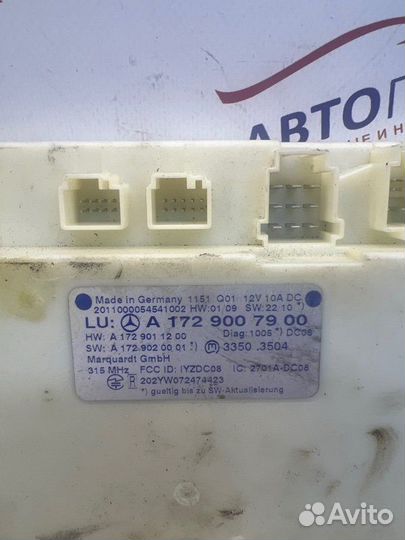 АВТОП
Made in Germany 1151 Q01 12V 10A DC
2011000054541002 HW:01 09 SW:22 10 *)
LU: A 172 900 79 00
HW: A 172 901 12 00 Diag:1005 *) DC08
SW: A 172 902 00 01 *) 3350 .3504
Marquardt GmbH
315 MHz FCC ID: IYZDC08 IC: 2701A-DC08
R 202YW072474423
*) gueltig bis zu SW-Aktualisierung
Avito